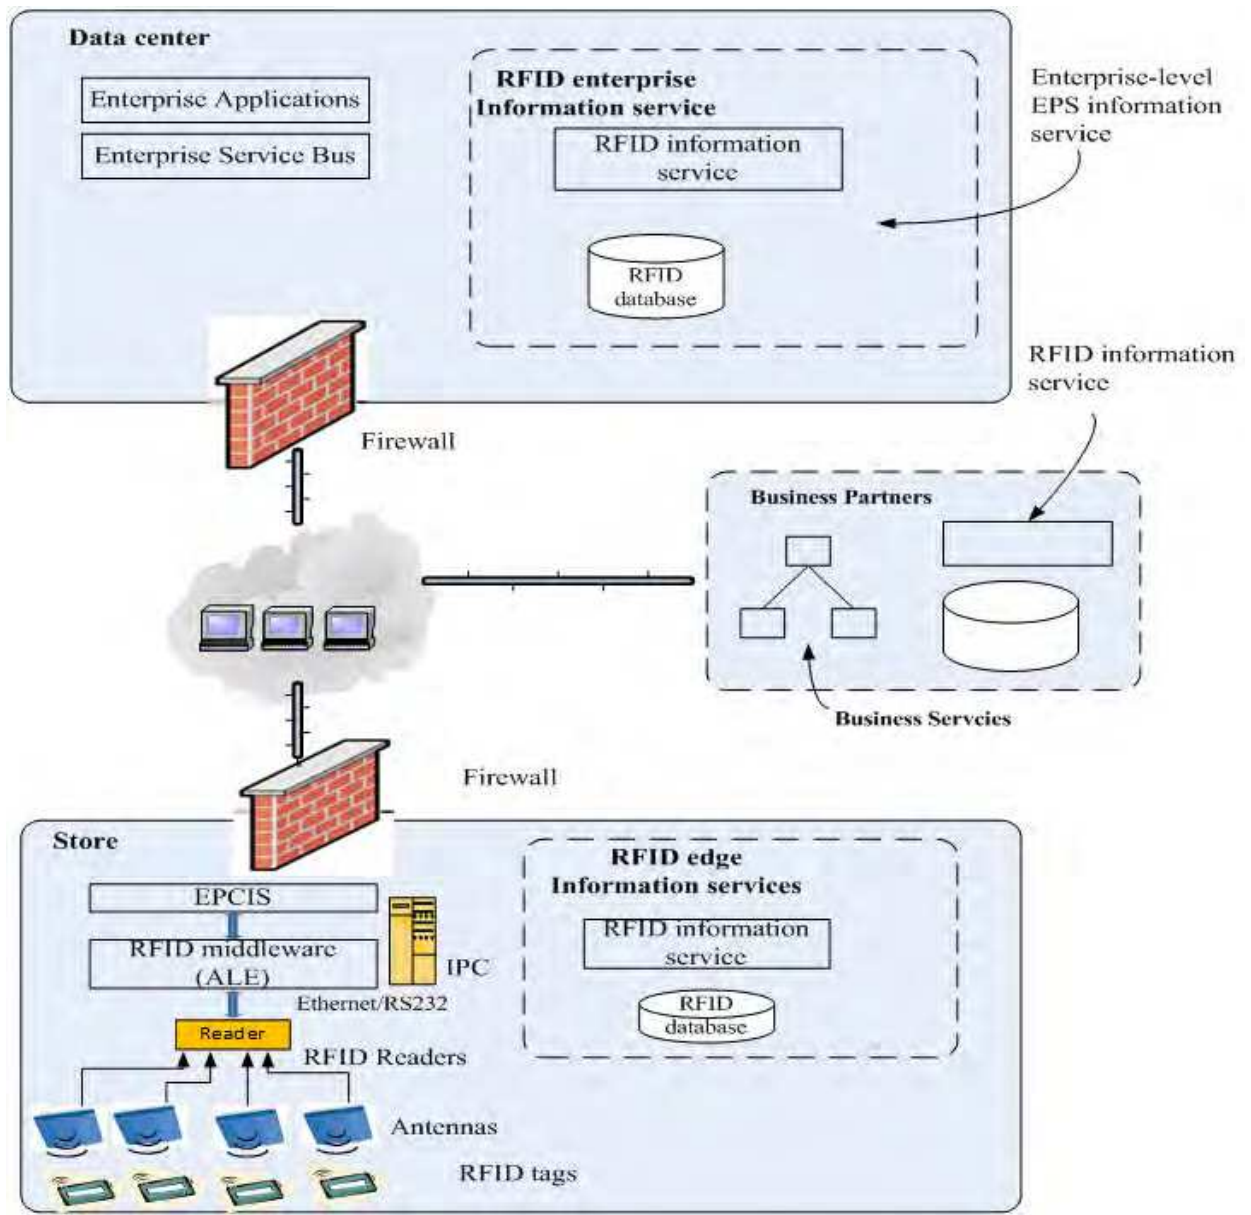 Data center
Enterprise Applications
Enterprise Service Bus
RFID enterprise
Information service
RFID information
service
RFID
database
Enterprise-level
EPS information
service
Firewall
RFID information
service
Business Partners
Business Servcies
Firewall
Store
EPCIS
RFID middleware
(ALE)
IPC
Ethernet/RS232
Reader
RFID Readers
Antennas
RFID tags
RFID edge
Information services
RFID information
service
RFID
database